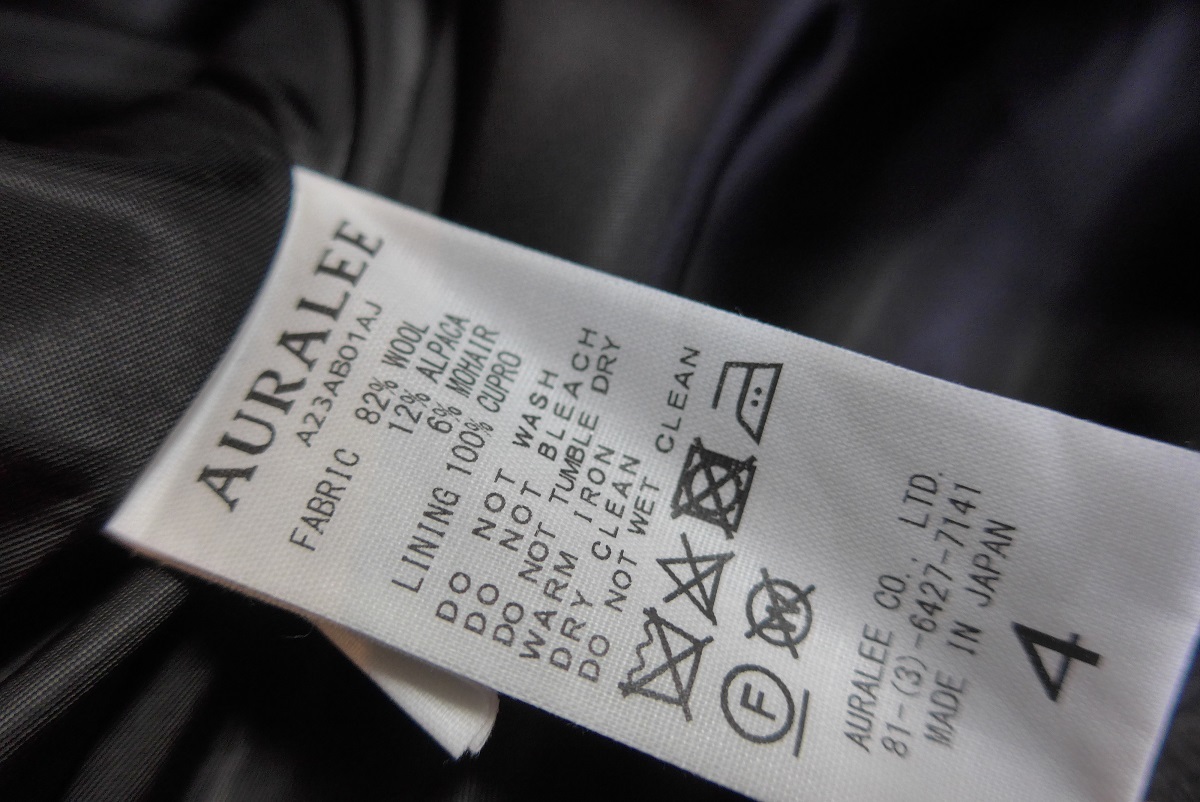 AURALEE
A23AB01AJ
FABRIC 82% WOOL
12% ALPACA
6% MOHAIR
LINING 100% CUPRO
DO NOT WASH
DO NOT BLEACH
DO NOT TUMBLE DRY
WARM IRON
DRY CLEAN
DO NOT WET CLEAN
W
F
AURALEE CO., LTD.
81-(3)-6427-7141
MADE IN JAPAN
4